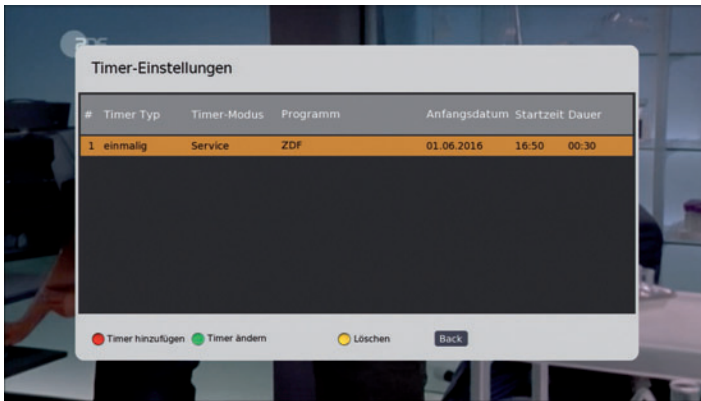 ZDF
Timer-Einstellungen
# Timer Typ Timer-Modus Programm Anfangsdatum Startzeit Dauer
1 einmalig Service ZDF 01.06.2016 16:50 00:30
Timer hinzufügen Timer ändern Löschen Back